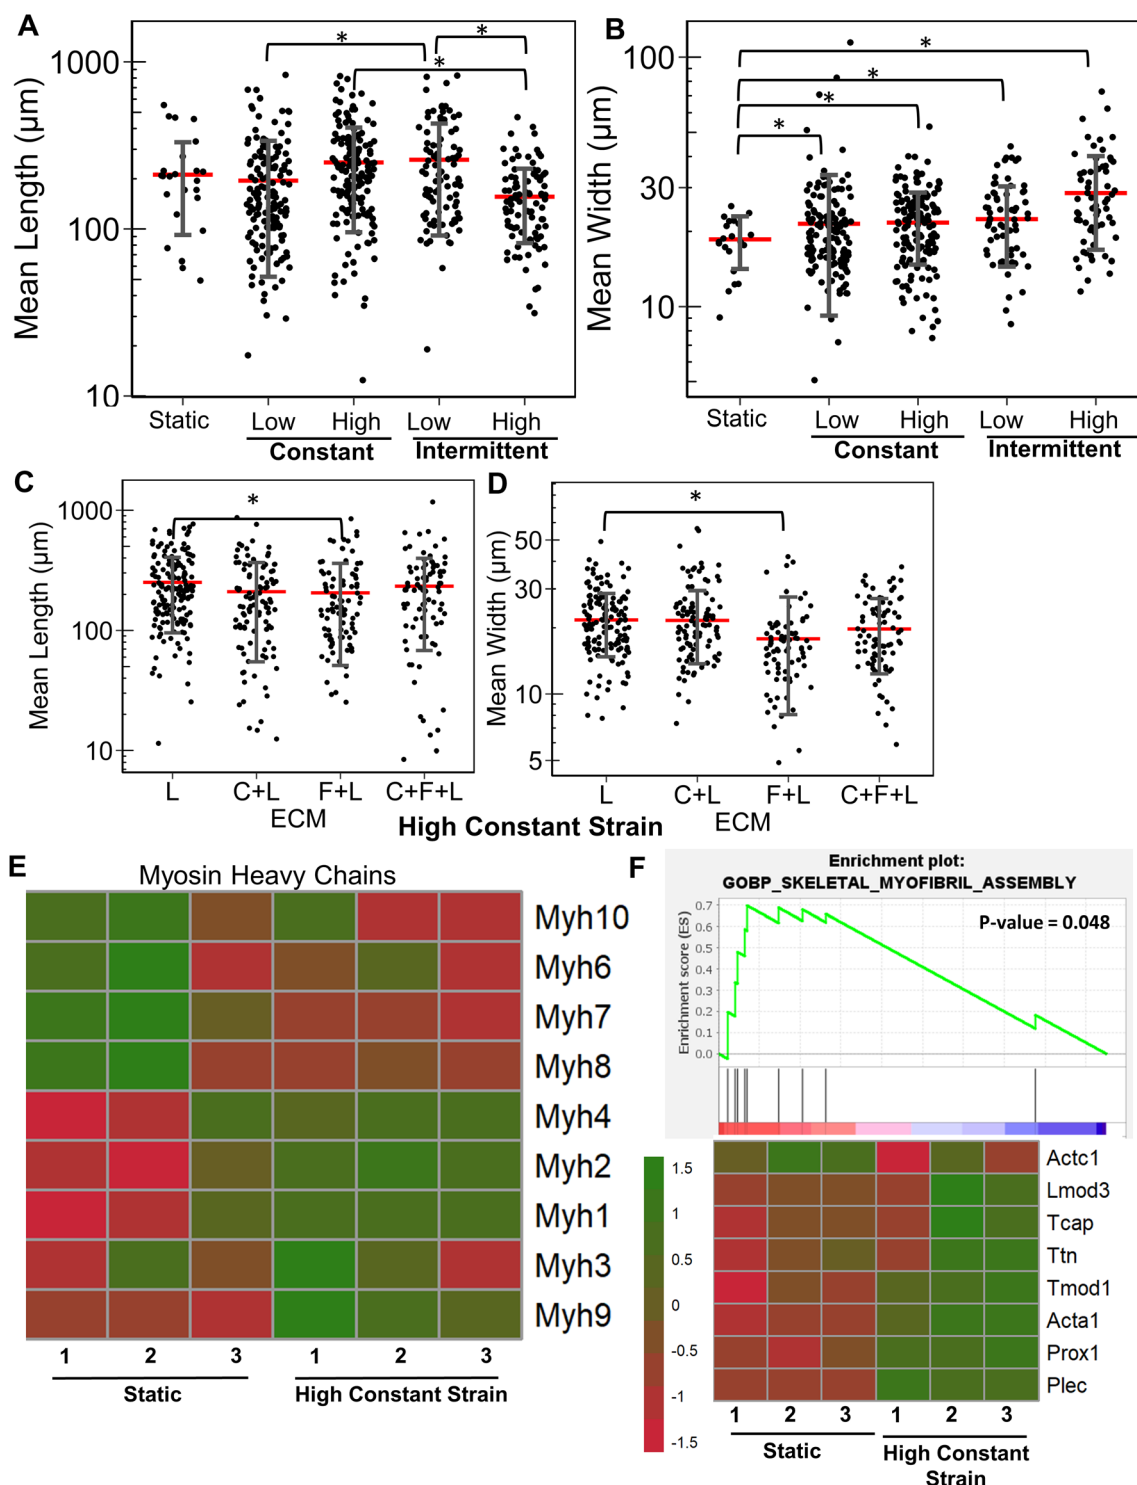 A
Mean Length (µm)
1000
100
10
*
*
*
Static
Low
High
Low
High
Constant
Intermittent
B
Mean Width (µm)
100
30
10
*
*
*
*
Static
Low
High
Low
High
Constant
Intermittent
C
Mean Length (µm)
1000
100
10
*
L
C+L
F+L
C+F+L
ECM
D
Mean Width (µm)
50
30
10
5
*
L
C+L
F+L
C+F+L
ECM
High Constant Strain
E
Myosin Heavy Chains
Myh10
Myh6
Myh7
Myh8
Myh4
Myh2
Myh1
Myh3
Myh9
1 2 3 1 2 3
Static
High Constant Strain
F
Enrichment plot:
GOBP_SKELETAL_MYOFIBRIL_ASSEMBLY
P-value = 0.048
Enrichment score (ES)
0.7
0.6
0.5
0.4
0.3
0.2
0.1
0.0
1.5
1
0.5
0
-0.5
-1
-1.5
Actc1
Lmod3
Tcap
Ttn
Tmod1
Acta1
Prox1
Plec
1 2 3 1 2 3
Static
High Constant
Strain